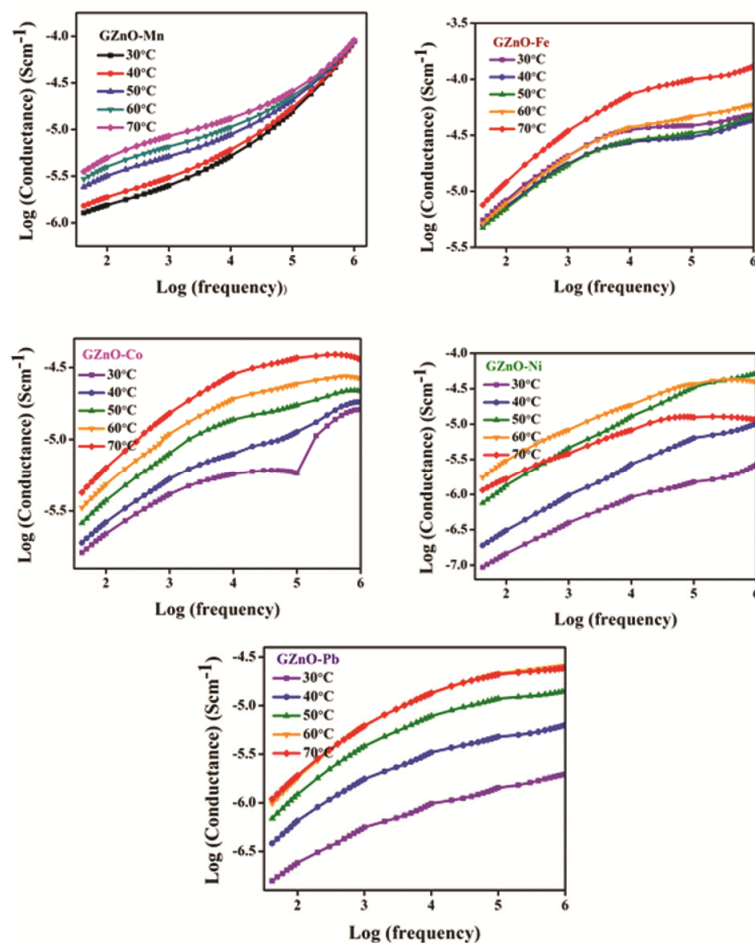 GZnO-Mn
30°C
40°C
50°C
60°C
70°C
-4.0
-4.5
-5.0
-5.5
-6.0
Log (Conductance) (Scm⁻¹)
2 3 4 5 6
Log (frequency))
GZnO-Fe
30°C
40°C
50°C
60°C
70°C
-3.5
-4.0
-4.5
-5.0
-5.5
Log (Conductance) (Scm⁻¹)
2 3 4 5 6
Log (frequency)
GZnO-Co
30°C
40°C
50°C
60°C
70°C
-4.5
-5.0
-5.5
Log (Conductance) (Scm⁻¹)
2 3 4 5 6
Log (frequency)
GZnO-Ni
30°C
40°C
50°C
60°C
70°C
-4.0
-4.5
-5.0
-5.5
-6.0
-6.5
-7.0
Log (Conductance) (Scm⁻¹)
2 3 4 5 6
Log (frequency)
GZnO-Pb
30°C
40°C
50°C
60°C
70°C
-4.5
-5.0
-5.5
-6.0
-6.5
Log (Conductance) (Scm⁻¹)
2 3 4 5 6
Log (frequency)